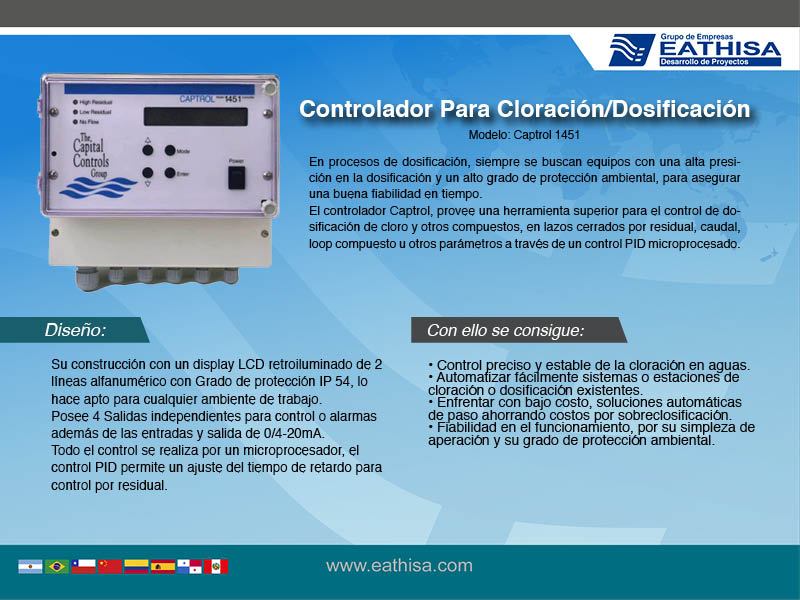 Grupo de Empresas
EATHISA
Desarrollo de Proyectos
High Residual
Low Residual
No Flow
CAPTROL
1451
The
Capital
Controls
Group
Mode
Enter
Power
Controlador Para Cloración/Dosificación
Modelo: Captrol 1451
En procesos de dosificación, siempre se buscan equipos con una alta presi-
ción en la dosificación y un alto grado de protección ambiental, para asegurar
una buena fiabilidad en tiempo.
El controlador Captrol, provee una herramienta superior para el control de do-
sificación de cloro y otros compuestos, en lazos cerrados por residual, caudal,
loop compuesto u otros parámetros a través de un control PID microprocesado.
Diseño:
Su construcción con un display LCD retroiluminado de 2
líneas alfanumérico con Grado de protección IP 54, lo
hace apto para cualquier ambiente de trabajo.
Posee 4 Salidas independientes para control o alarmas
además de las entradas y salida de 0/4-20mA.
Todo el control se realiza por un microprocesador, el
control PID permite un ajuste del tiempo de retardo para
control por residual.
Con ello se consigue:
• Control preciso y estable de la cloración en aguas.
• Automatizar fácilmente sistemas o estaciones de
cloración o dosificación existentes.
• Enfrentar con bajo costo, soluciones automáticas
de paso ahorrando costos por sobreclosificación.
• Fiabilidad en el funcionamiento, por su simpleza de
aperación y su grado de protección ambiental.
www.eathisa.com